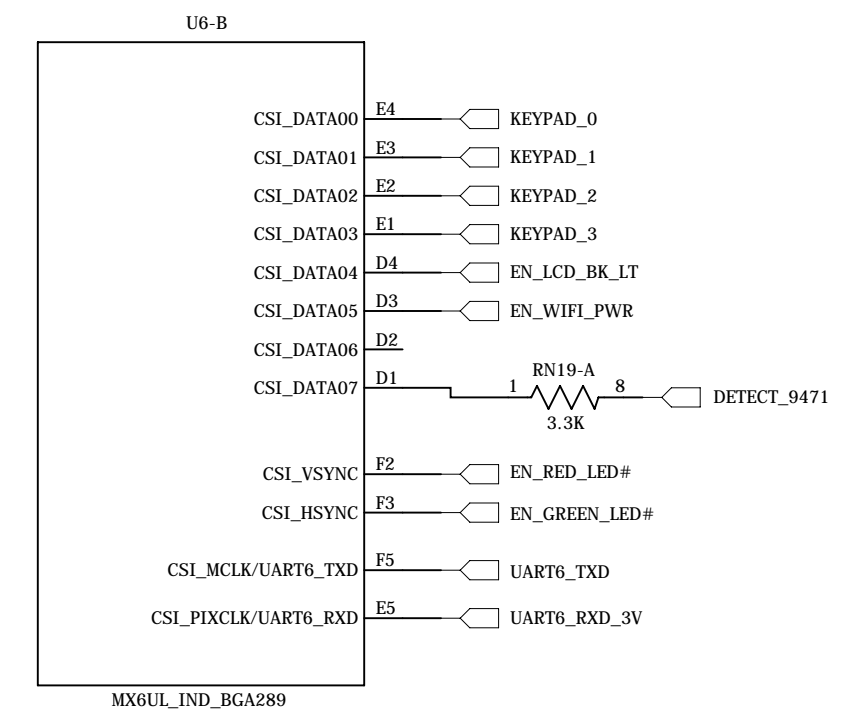 U6-B
CSI_DATA00 E4 KEYPAD_0
CSI_DATA01 E3 KEYPAD_1
CSI_DATA02 E2 KEYPAD_2
CSI_DATA03 E1 KEYPAD_3
CSI_DATA04 D4 EN_LCD_BK_LT
CSI_DATA05 D3 EN_WIFI_PWR
CSI_DATA06 D2
RN19-A
CSI_DATA07 D1 1 8 DETECT_9471
3.3K
CSI_VSYNC F2 EN_RED_LED#
CSI_HSYNC F3 EN_GREEN_LED#
CSI_MCLK/UART6_TXD F5 UART6_TXD
CSI_PIXCLK/UART6_RXD E5 UART6_RXD_3V
MX6UL_IND_BGA289